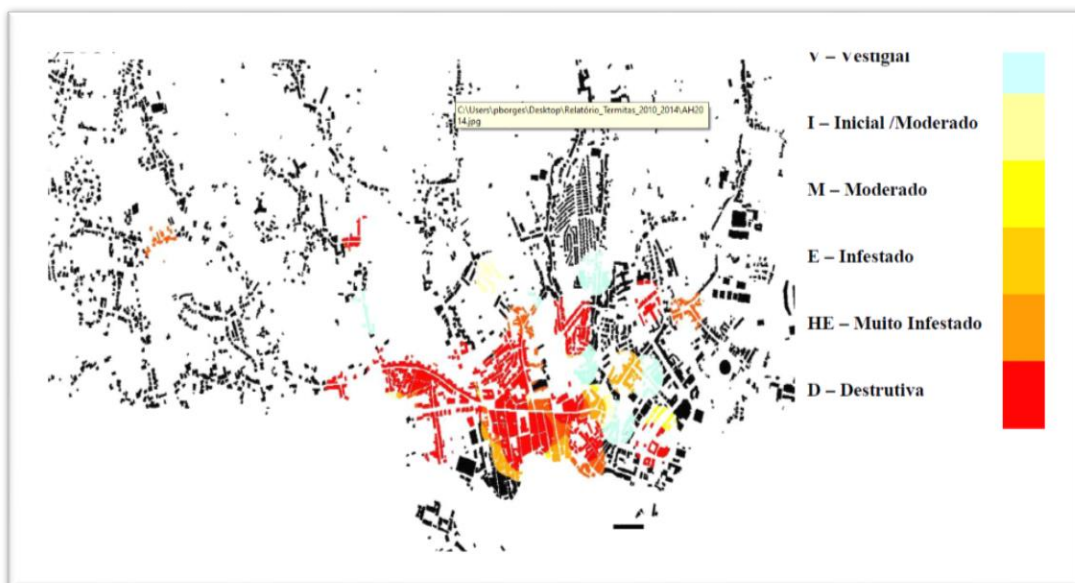 V – Vestigial
C:\Users\pborges\Desktop\Relatório_Termitas_2010_2014\AH20
14.jpg
I – Inicial /Moderado
M – Moderado
E – Infestado
HE – Muito Infestado
D – Destrutiva